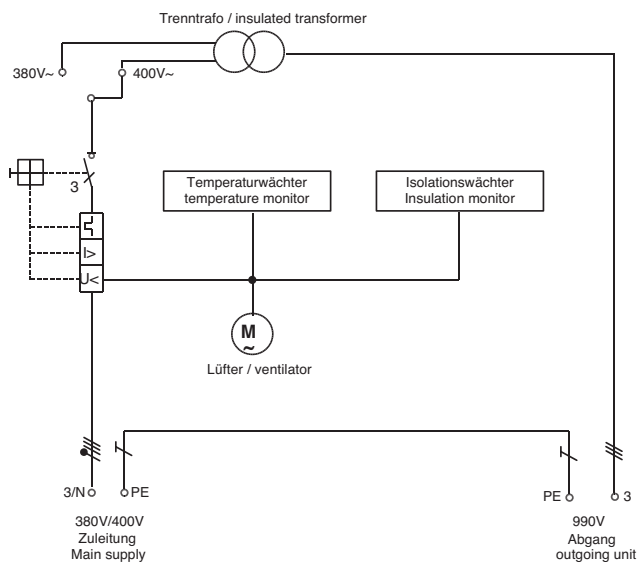 Trenntrafo / insulated transformer
380V~
400V~
3
Temperaturwächter
temperature monitor
Isolationswächter
Insulation monitor
I>
U<
M
~
Lüfter / ventilator
3/N
PE
PE
3
380V/400V
Zuleitung
Main supply
990V
Abgang
outgoing unit